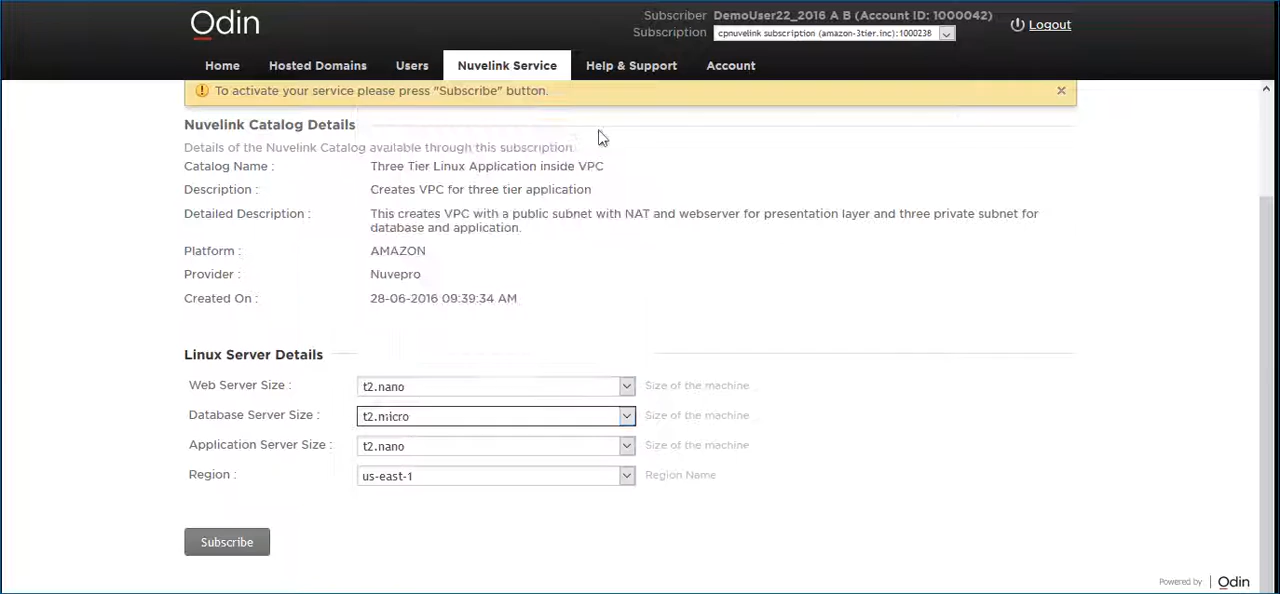 Odin
Subscriber DemoUser22_2016 A B (Account ID: 1000042)
Subscription cpnuvelink subscription (amazon-3tier.inc):1000238
Logout
Home Hosted Domains Users Nuvelink Service Help & Support Account
To activate your service please press "Subscribe" button.
Nuvelink Catalog Details
Details of the Nuvelink Catalog available through this subscription.
Catalog Name : Three Tier Linux Application inside VPC
Description : Creates VPC for three tier application
Detailed Description : This creates VPC with a public subnet with NAT and webserver for presentation layer and three private subnet for
database and application.
Platform : AMAZON
Provider : Nuvepro
Created On : 28-06-2016 09:39:34 AM
Linux Server Details
Web Server Size : t2.nano Size of the machine
Database Server Size : t2.micro Size of the machine
Application Server Size : t2.nano Size of the machine
Region : us-east-1 Region Name
Subscribe
Powered by | Odin